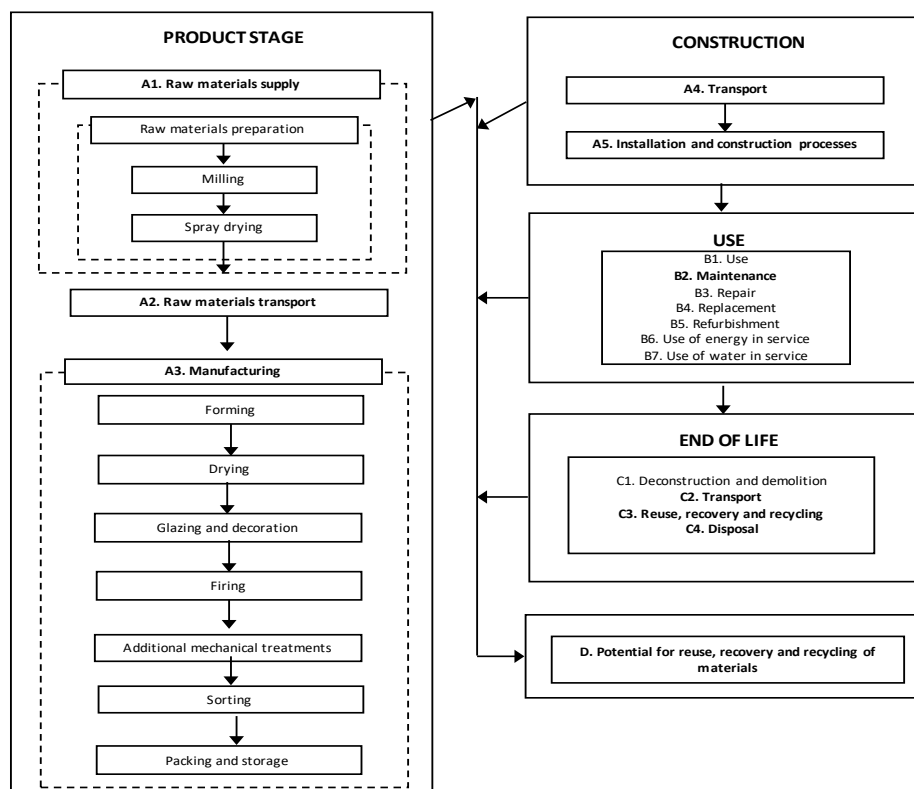 PRODUCT STAGE
A1. Raw materials supply
Raw materials preparation
Milling
Spray drying
A2. Raw materials transport
A3. Manufacturing
Forming
Drying
Glazing and decoration
Firing
Additional mechanical treatments
Sorting
Packing and storage
CONSTRUCTION
A4. Transport
A5. Installation and construction processes
USE
B1. Use
B2. Maintenance
B3. Repair
B4. Replacement
B5. Refurbishment
B6. Use of energy in service
B7. Use of water in service
END OF LIFE
C1. Deconstruction and demolition
C2. Transport
C3. Reuse, recovery and recycling
C4. Disposal
D. Potential for reuse, recovery and recycling of
materials